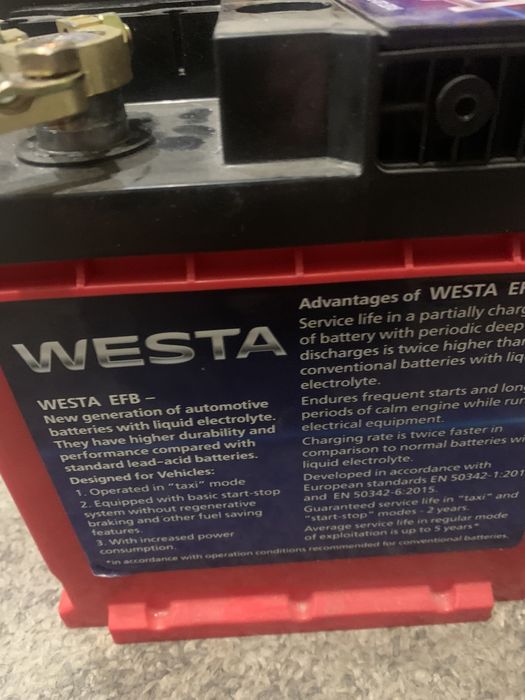 WESTA
WESTA EFB –
New generation of automotive
batteries with liquid electrolyte.
They have higher durability and
performance compared with
standard lead–acid batteries.
Designed for Vehicles:
1. Operated in "taxi" mode
2. Equipped with basic start-stop
system without regenerative
braking and other fuel saving
features.
3. With increased power
consumption.
Advantages of WESTA
Service life in a partially
of battery with periodic deep
discharges is twice higher than
conventional batteries with
electrolyte.
Endures frequent starts and
periods of calm engine while
electrical equipment.
Charging rate is twice faster in
comparison to normal batteries
liquid electrolyte.
Developed in accordance with
European standards EN 50342-1:
and EN 50342-6:2015.
Guaranteed service life in "taxi" and
"start-stop" modes - 2 years.
Average service life in regular mode
of exploitation is up to 5 years*
*in accordance with operation conditions recommended for conventional batteries.